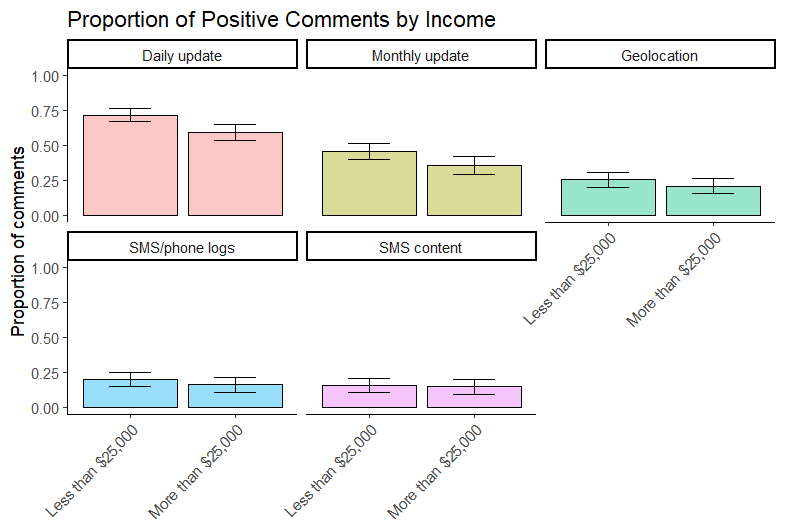 Proportion of Positive Comments by Income
Daily update
Monthly update
Geolocation
1.00
0.75
0.50
0.25
0.00
Proportion of comments
SMS/phone logs
SMS content
1.00
0.75
0.50
0.25
0.00
Less than $25,000
More than $25,000
Less than $25,000
More than $25,000
Less than $25,000
More than $25,000